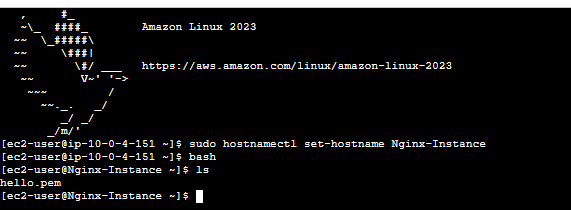 ,     #_
   ~\_  ####_        Amazon Linux 2023
  ~~  \_#####\
  ~~     \###|
  ~~       \#/ ___   https://aws.amazon.com/linux/amazon-linux-2023
   ~~       V~' '->
    ~~~         /
      ~~._.   _/
         _/ _/
       _/m/'
[ec2-user@ip-10-0-4-151 ~]$ sudo hostnamectl set-hostname Nginx-Instance
[ec2-user@ip-10-0-4-151 ~]$ bash
[ec2-user@Nginx-Instance ~]$ ls
hello.pem
[ec2-user@Nginx-Instance ~]$